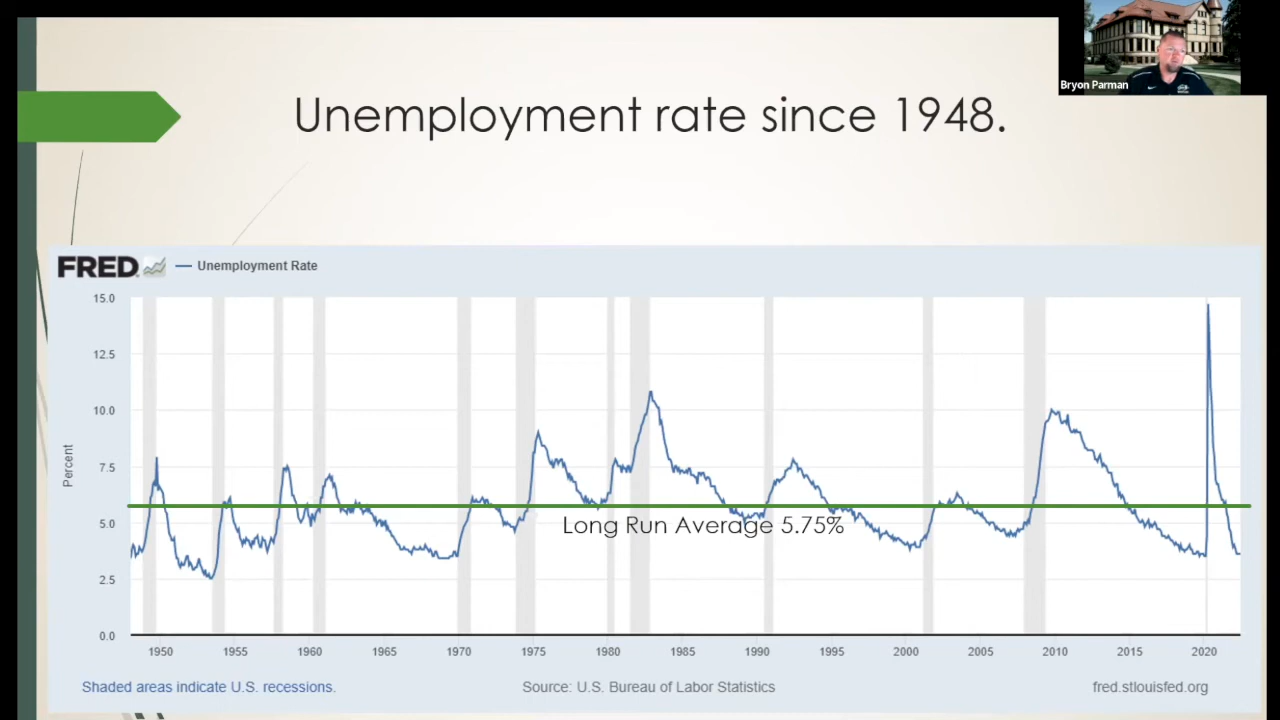 Bryon Parman
Unemployment rate since 1948.
FRED
Unemployment Rate
15.0
12.5
10.0
7.5
5.0
2.5
0.0
Percent
Long Run Average 5.75%
1950 1955 1960 1965 1970 1975 1980 1985 1990 1995 2000 2005 2010 2015 2020
Shaded areas indicate U.S. recessions. Source: U.S. Bureau of Labor Statistics fred.stlouisfed.org